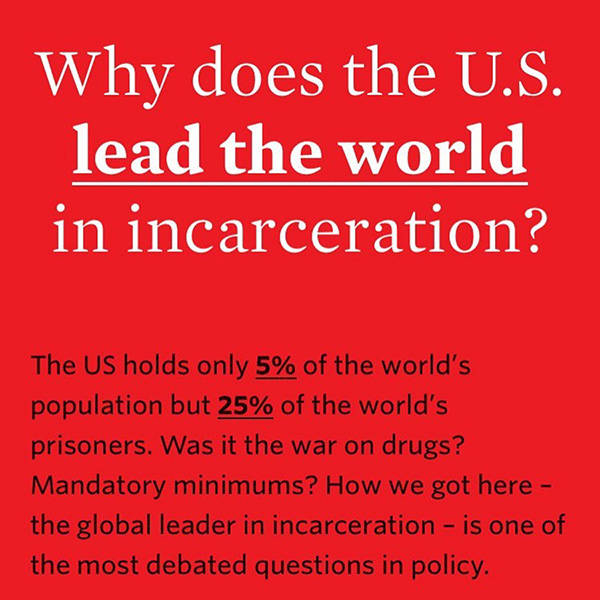 Why does the U.S.
lead the world
in incarceration?
The US holds only 5% of the world's
population but 25% of the world's
prisoners. Was it the war on drugs?
Mandatory minimums? How we got here –
the global leader in incarceration – is one of
the most debated questions in policy.